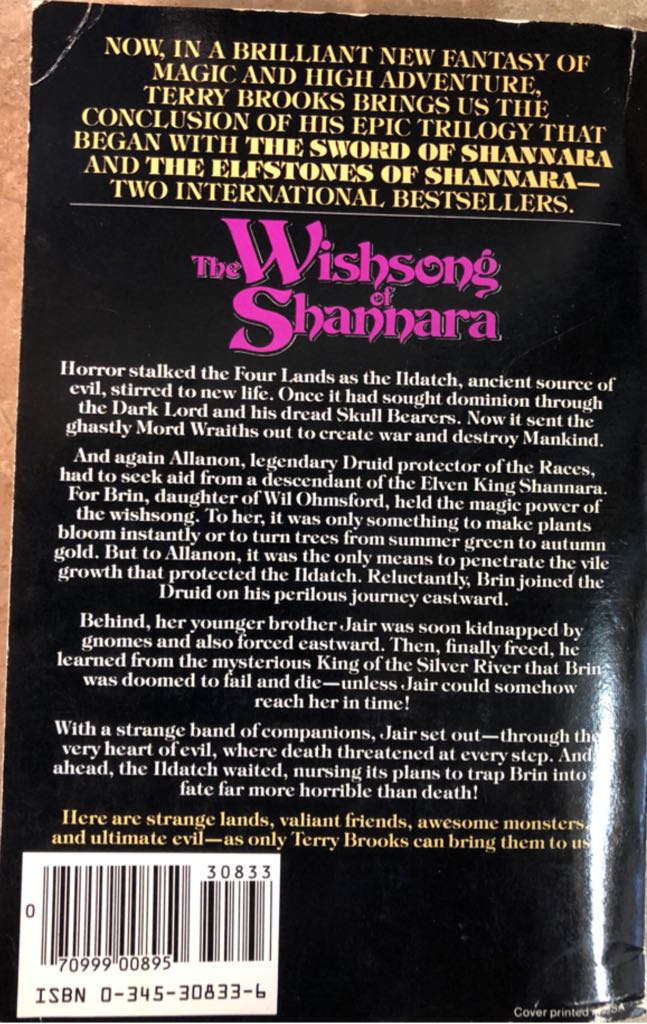 NOW, IN A BRILLIANT NEW FANTASY OF
MAGIC AND HIGH ADVENTURE,
TERRY BROOKS BRINGS US THE
CONCLUSION OF HIS EPIC TRILOGY THAT
BEGAN WITH THE SWORD OF SHANNARA
AND THE ELFSTONES OF SHANNARA—
TWO INTERNATIONAL BESTSELLERS.
The Wishsong
of
Shannara
Horror stalked the Four Lands as the Ildatch, ancient source of
evil, stirred to new life. Once it had sought dominion through
the Dark Lord and his dread Skull Bearers. Now it sent the
ghastly Mord Wraiths out to create war and destroy Mankind.
And again Allanon, legendary Druid protector of the Races,
had to seek aid from a descendant of the Elven King Shannara.
For Brin, daughter of Wil Ohmsford, held the magic power of
the wishsong. To her, it was only something to make plants
bloom instantly or to turn trees from summer green to autumn
gold. But to Allanon, it was the only means to penetrate the vile
growth that protected the Ildatch. Reluctantly, Brin joined the
Druid on his perilous journey eastward.
Behind, her younger brother Jair was soon kidnapped by
gnomes and also forced eastward. Then, finally freed, he
learned from the mysterious King of the Silver River that Brin
was doomed to fail and die—unless Jair could somehow
reach her in time!
With a strange band of companions, Jair set out—through the
very heart of evil, where death threatened at every step. And
ahead, the Ildatch waited, nursing its plans to trap Brin into
fate far more horrible than death!
Here are strange lands, valiant friends, awesome monsters,
and ultimate evil—as only Terry Brooks can bring them to us
30833
0
70999 00895
ISBN 0-345-30833-6
Cover printed